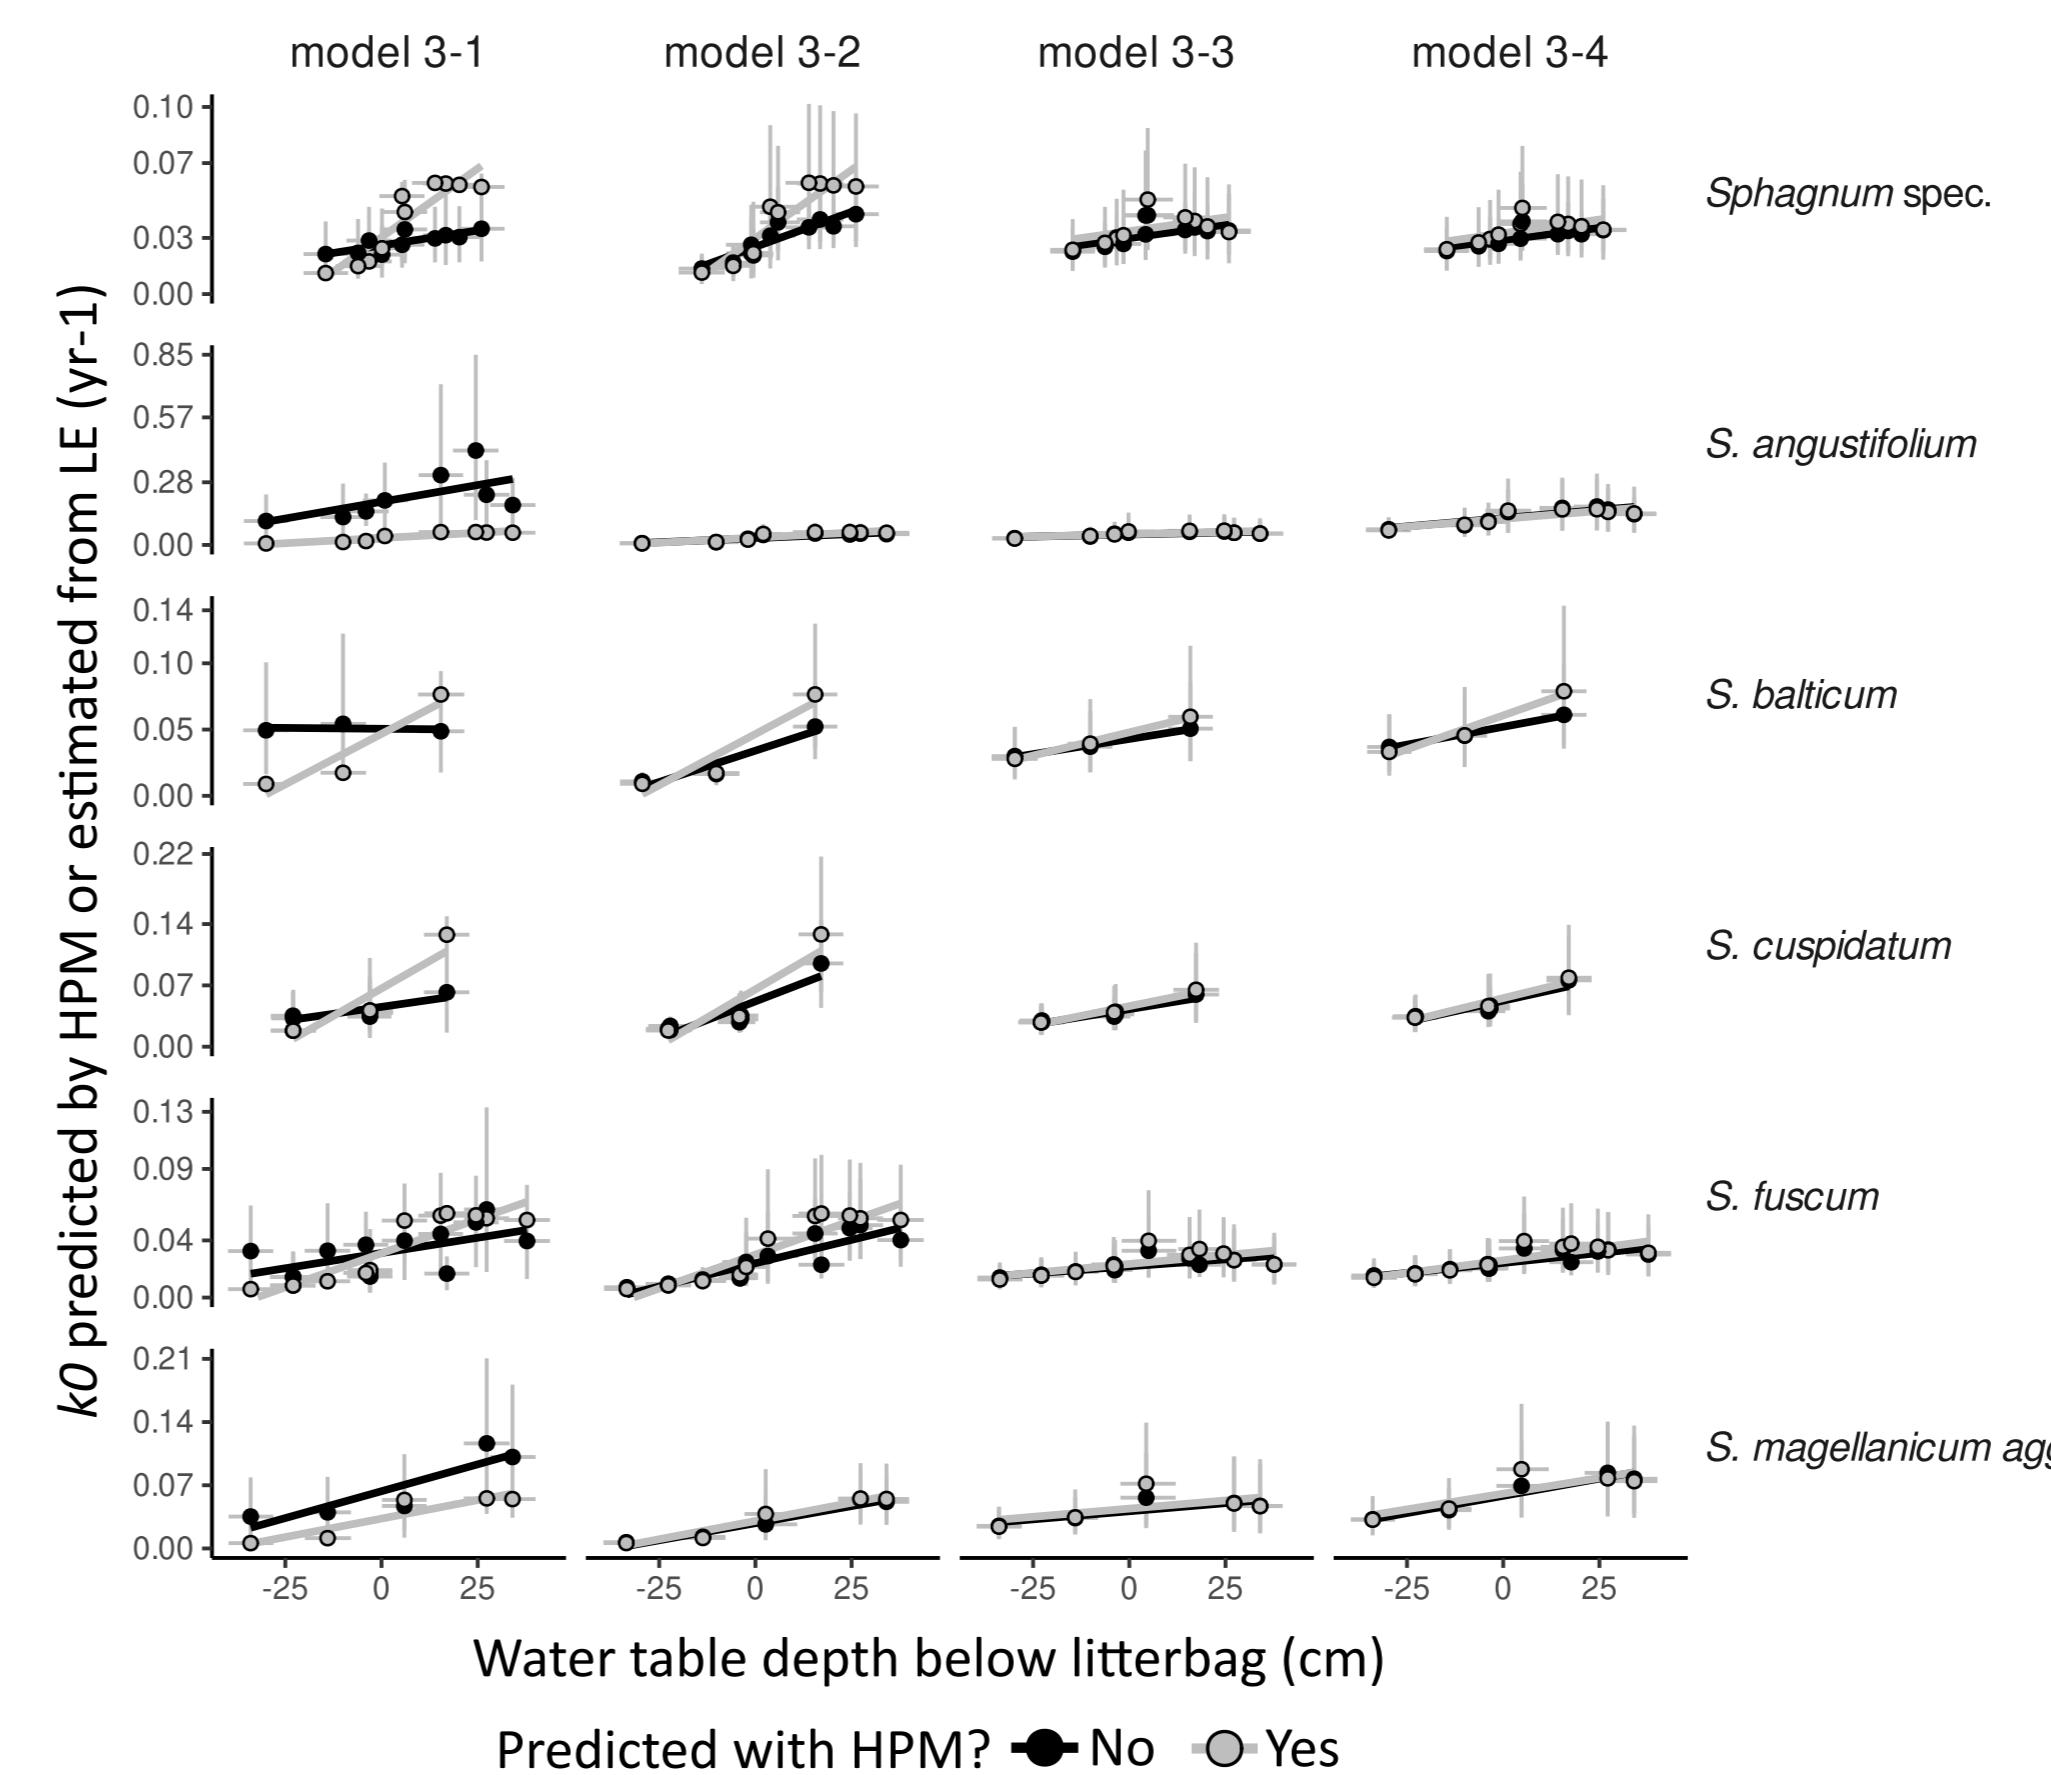 model 3-1 model 3-2 model 3-3 model 3-4
k0 predicted by HPM or estimated from LE (yr-1)
0.10
0.07
0.03
0.00
Sphagnum spec.
0.85
0.57
0.28
0.00
S. angustifolium
0.14
0.10
0.05
0.00
S. balticum
0.22
0.14
0.07
0.00
S. cuspidatum
0.13
0.09
0.04
0.00
S. fuscum
0.21
0.14
0.07
0.00
S. magellanicum agg
-25 0 25 -25 0 25 -25 0 25 -25 0 25
Water table depth below litterbag (cm)
Predicted with HPM? No Yes